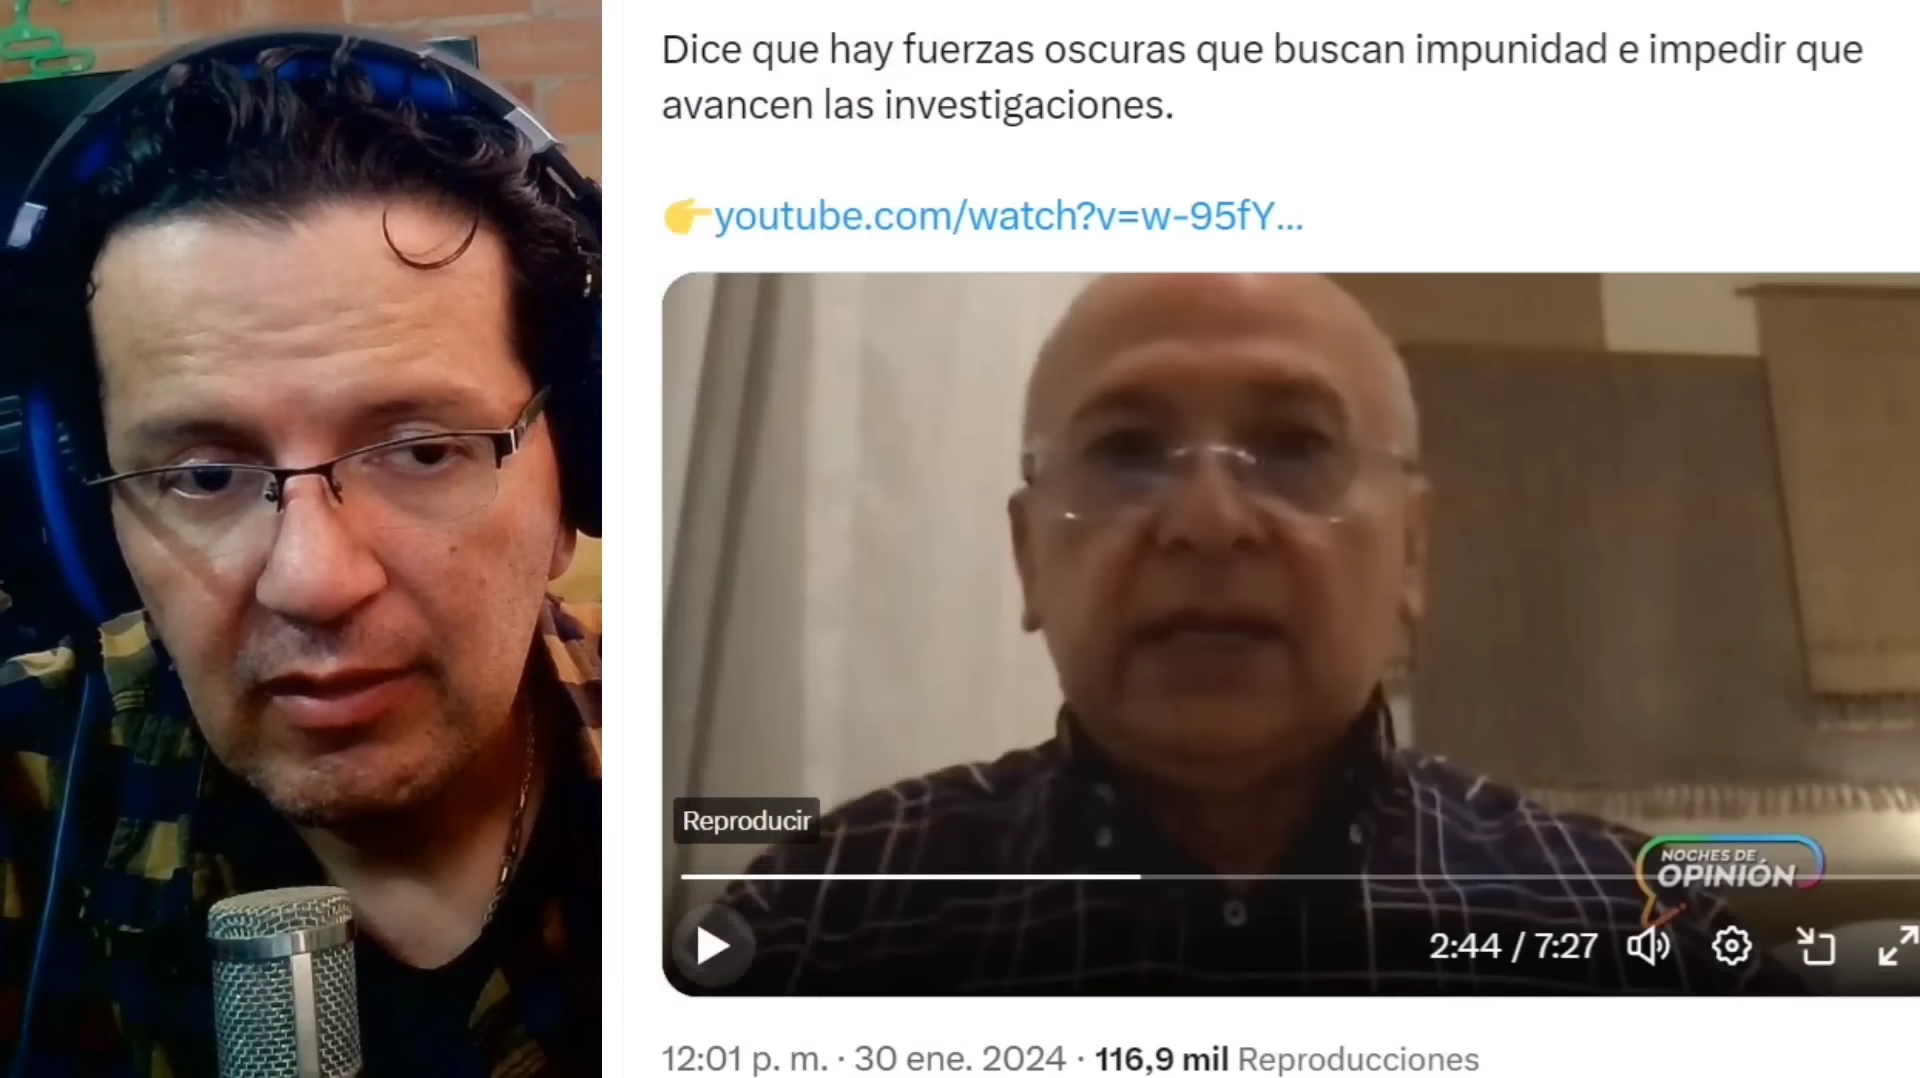 Dice que hay fuerzas oscuras que buscan impunidad e impedir que
avancen las investigaciones.
youtube.com/watch?v=w-95fY...
Reproducir
NOCHES DE
OPINIÓN
2:44 / 7:27
12:01 p. m. · 30 ene. 2024 · 116,9 mil Reproducciones